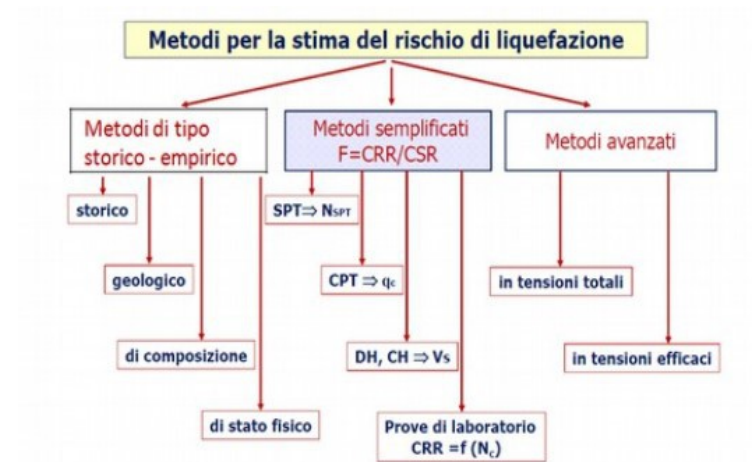 Metodi per la stima del rischio di liquefazione
Metodi di tipo
storico - empirico
Metodi semplificati
F=CRR/CSR
Metodi avanzati
storico
SPT⇒ NSPT
geologico
CPT ⇒ qc
in tensioni totali
di composizione
DH, CH ⇒ Vs
in tensioni efficaci
di stato fisico
Prove di laboratorio
CRR =f (Nc)